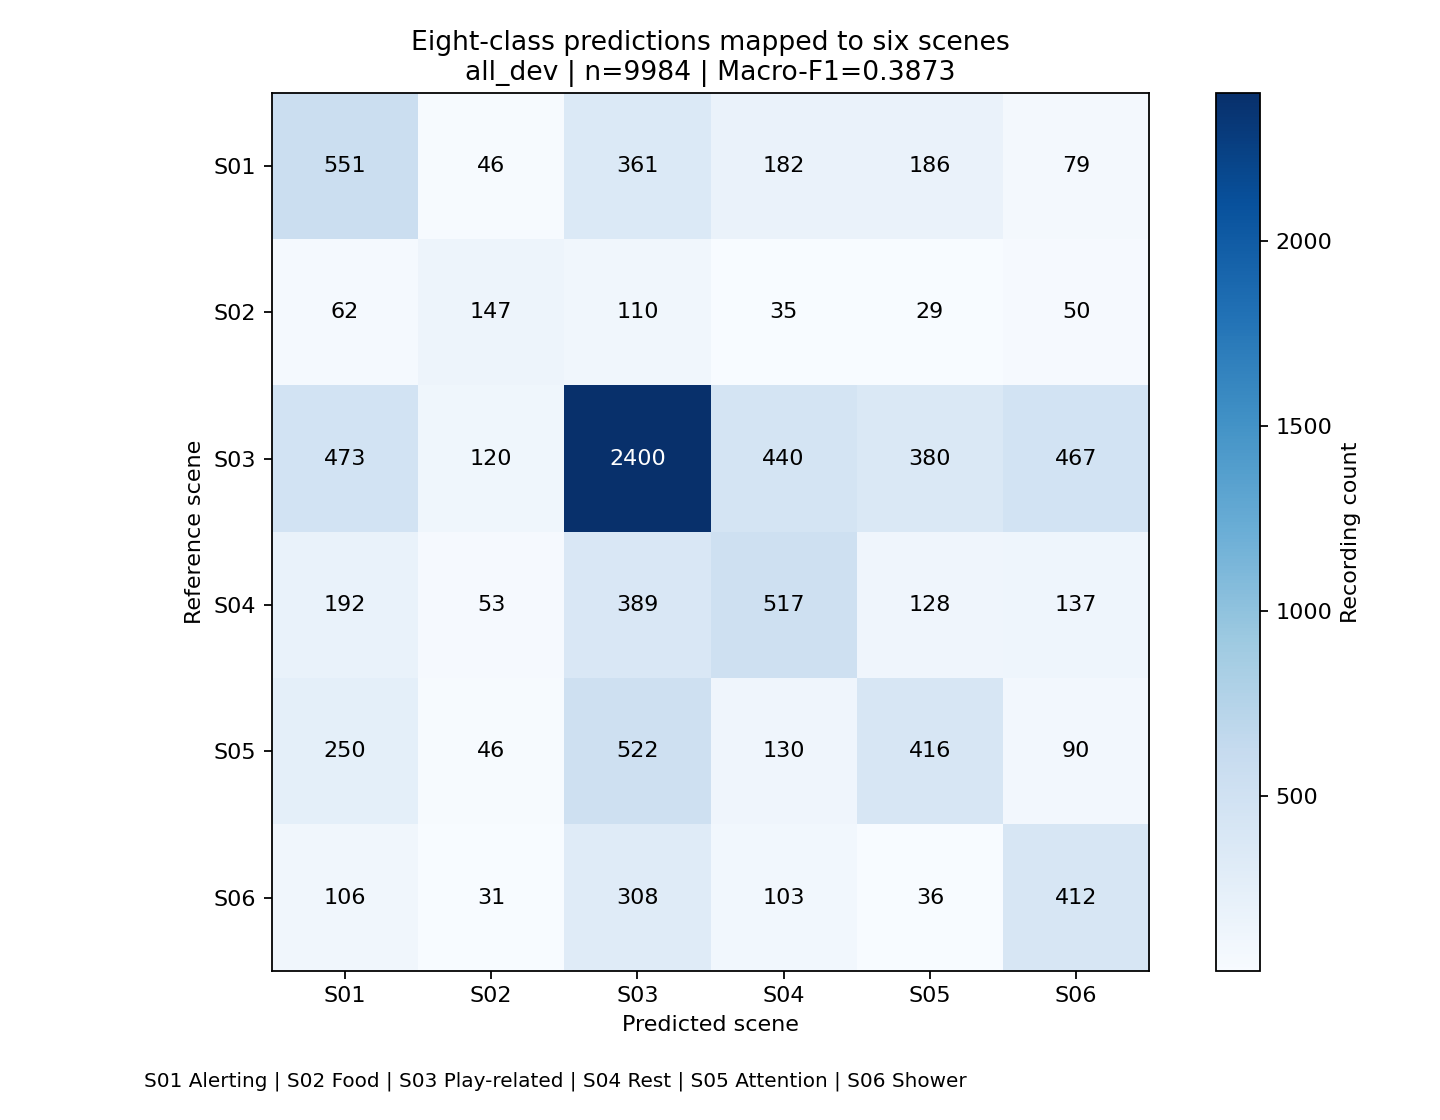 Eight-class predictions mapped to six scenes
all_dev | n=9984 | Macro-F1=0.3873
S01 551 46 361 182 186 79
S02 62 147 110 35 29 50
S03 473 120 2400 440 380 467
S04 192 53 389 517 128 137
S05 250 46 522 130 416 90
S06 106 31 308 103 36 412
S01 S02 S03 S04 S05 S06
Predicted scene
Reference scene
2000
1500
1000
500
Recording count
S01 Alerting | S02 Food | S03 Play-related | S04 Rest | S05 Attention | S06 Shower